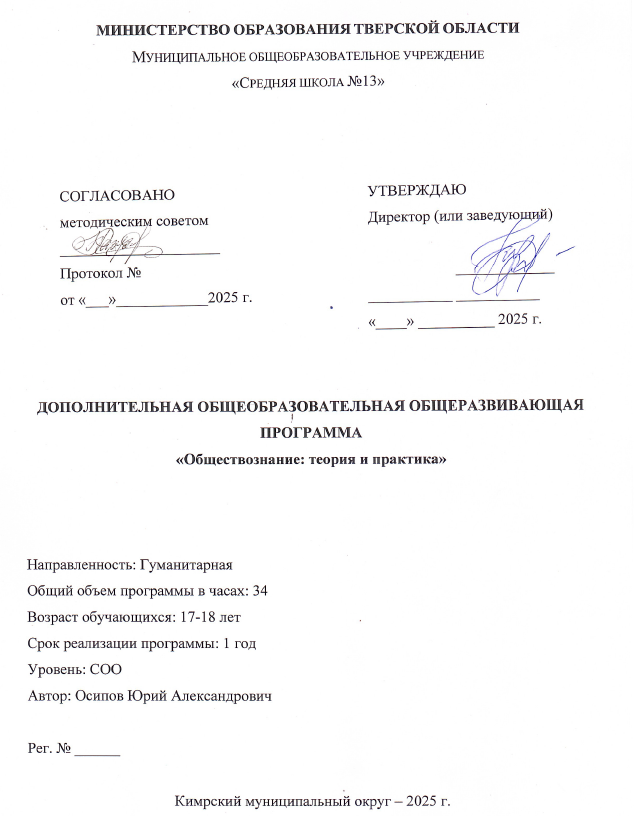 МИНИСТЕРСТВО ОБРАЗОВАНИЯ ТВЕРСКОЙ ОБЛАСТИ
МУНИЦИПАЛЬНОЕ ОБЩЕОБРАЗОВАТЕЛЬНОЕ УЧРЕЖДЕНИЕ
«СРЕДНЯЯ ШКОЛА №13»
СОГЛАСОВАНО
методическим советом
Протокол №
от «___»____________2025 г.
УТВЕРЖДАЮ
Директор (или заведующий)
«____» __________ 2025 г.
ДОПОЛНИТЕЛЬНАЯ ОБЩЕОБРАЗОВАТЕЛЬНАЯ ОБЩЕРАЗВИВАЮЩАЯ
ПРОГРАММА
«Обществознание: теория и практика»
Направленность: Гуманитарная
Общий объем программы в часах: 34
Возраст обучающихся: 17-18 лет
Срок реализации программы: 1 год
Уровень: СОО
Автор: Осипов Юрий Александрович
Рег. № ______
Кимрский муниципальный округ – 2025 г.